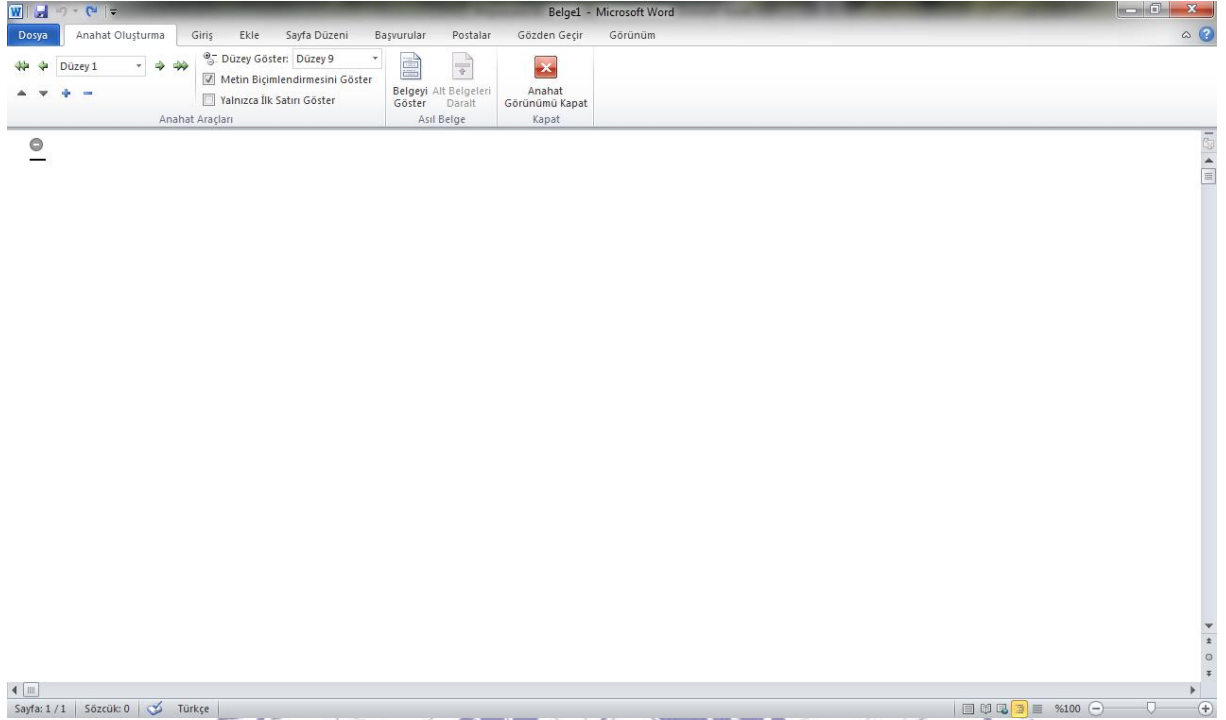 Belge1 - Microsoft Word
Dosya Anahat Oluşturma Giriş Ekle Sayfa Düzeni Başvurular Postalar Gözden Geçir Görünüm
Düzey 1
Düzey Göster: Düzey 9
Metin Biçimlendirmesini Göster
Yalnızca İlk Satırı Göster
Anahat Araçları
Belgeyi Göster
Alt Belgeleri Daralt
Asıl Belge
Anahat Görünümü Kapat
Kapat
Sayfa: 1 / 1 Sözcük: 0 Türkçe %100